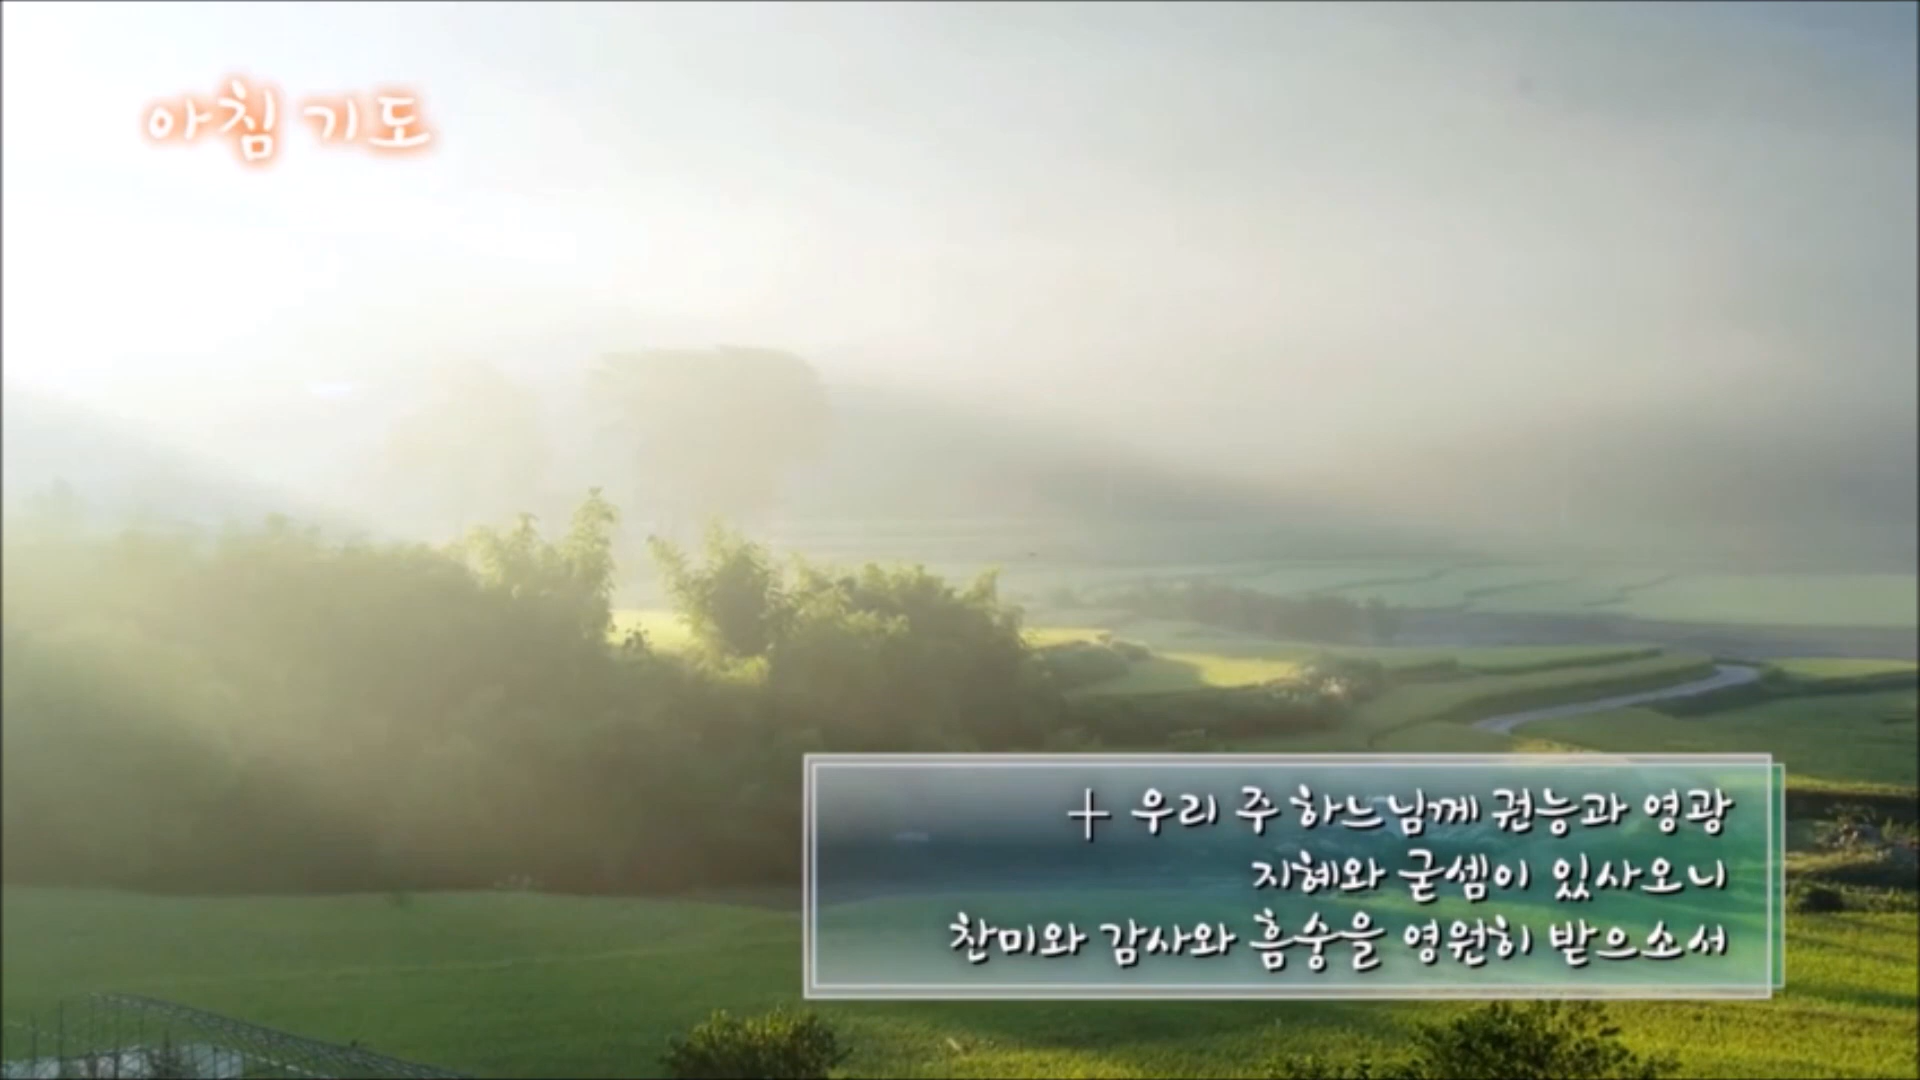 아침 기도
+ 우리 주 하느님께 권능과 영광
지혜와 굳셈이 있사오니
찬미와 감사와 흠숭을 영원히 받으소서